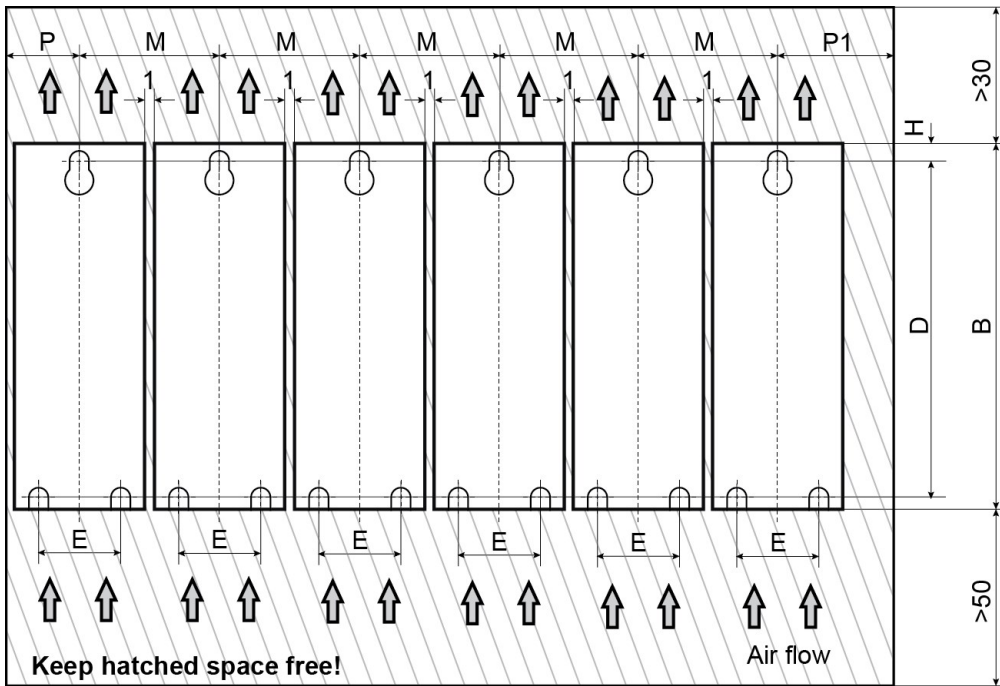 P M M M M M P1
1 1 1 1 1
>30
H
D
B
E E E E E E
>50
Keep hatched space free!
Air flow